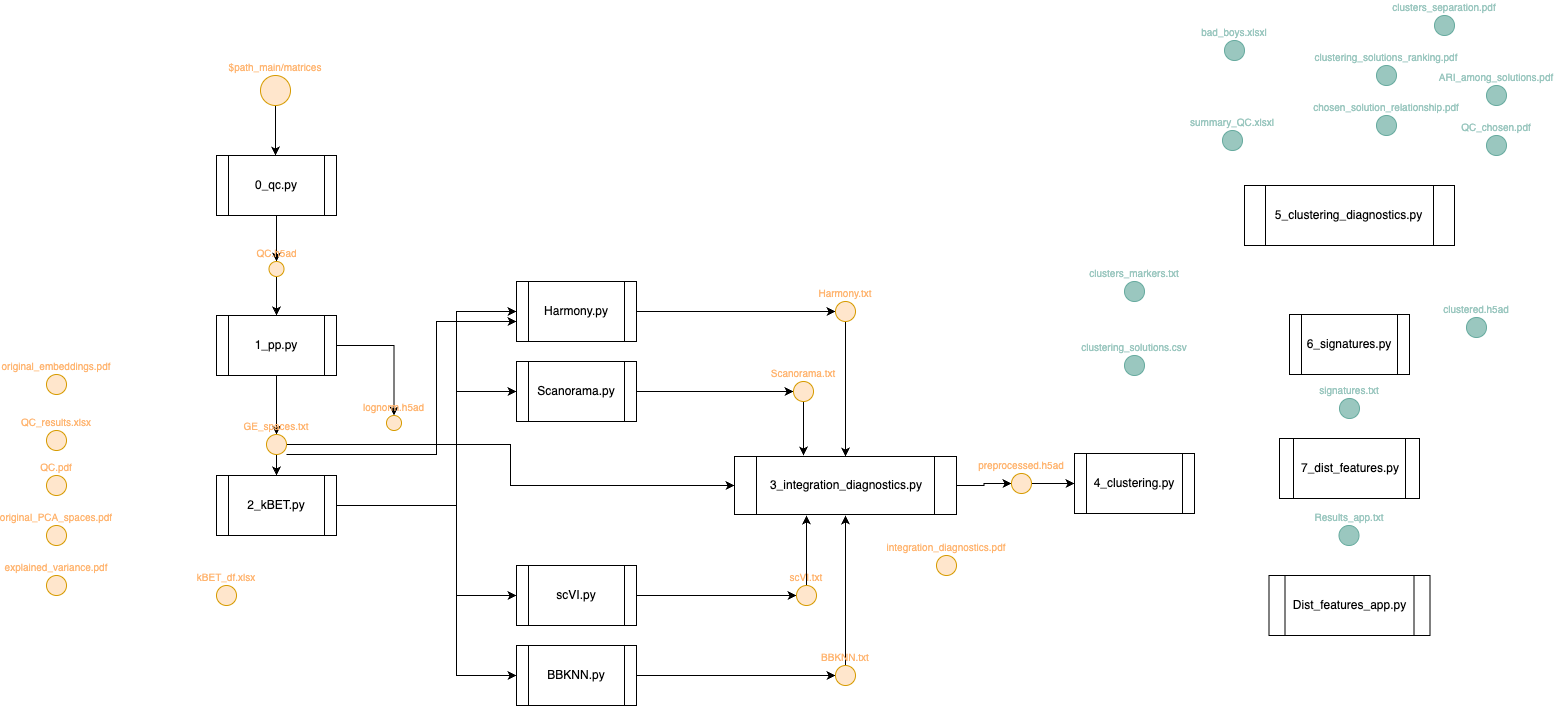 clusters_separation.pdf
bad_boys.xlsxl
clustering_solutions_ranking.pdf
$path_main/matrices
ARI_among_solutions.pdf
chosen_solution_relationship.pdf
summary_QC.xlsxl
QC_chosen.pdf
0_qc.py
5_clustering_diagnostics.py
QC.h5ad
clusters_markers.txt
Harmony.txt
Harmony.py
clustered.h5ad
1_pp.py
6_signatures.py
clustering_solutions.csv
original_embeddings.pdf
Scanorama.txt
Scanorama.py
signatures.txt
lognorm.h5ad
QC_results.xlsx
GE_spaces.txt
QC.pdf
preprocessed.h5ad
7_dist_features.py
3_integration_diagnostics.py
4_clustering.py
2_kBET.py
original_PCA_spaces.pdf
Results_app.txt
integration_diagnostics.pdf
explained_variance.pdf
kBET_df.xlsx
scVI.txt
scVI.py
Dist_features_app.py
BBKNN.txt
BBKNN.py